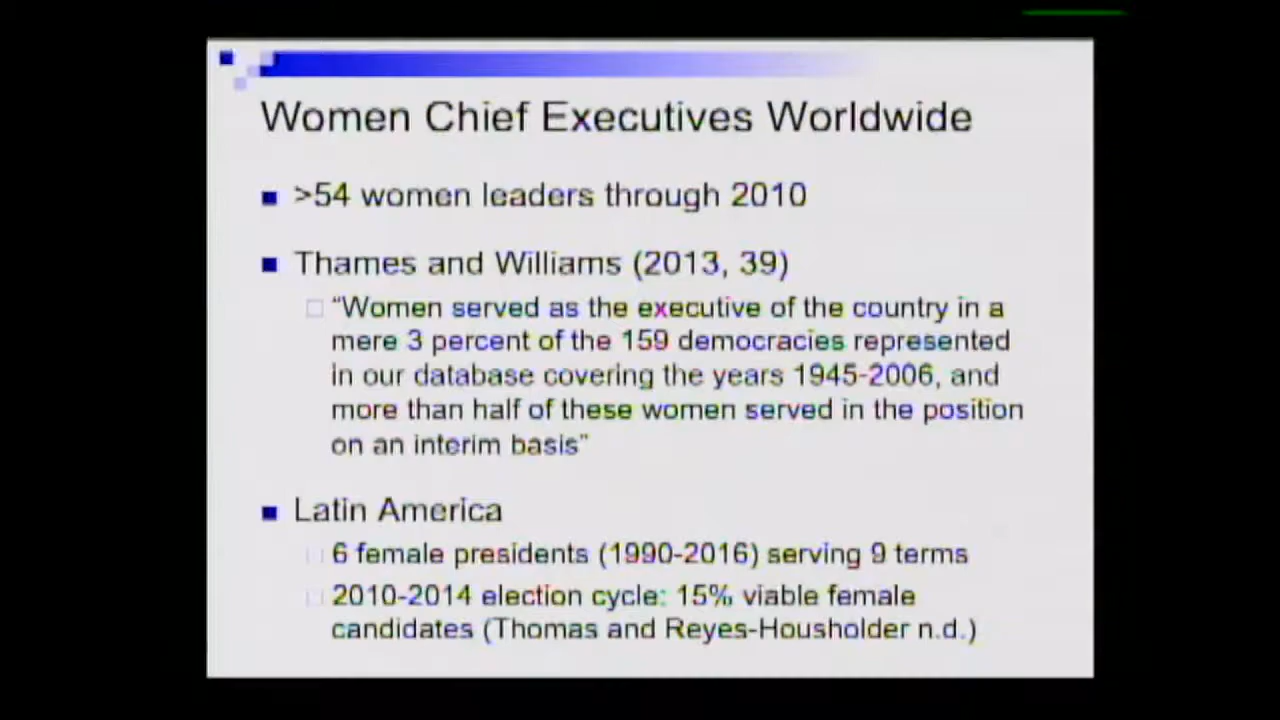 Women Chief Executives Worldwide
>54 women leaders through 2010
Thames and Williams (2013, 39)
“Women served as the executive of the country in a
mere 3 percent of the 159 democracies represented
in our database covering the years 1945-2006, and
more than half of these women served in the position
on an interim basis”
Latin America
6 female presidents (1990-2016) serving 9 terms
2010-2014 election cycle: 15% viable female
candidates (Thomas and Reyes-Housholder n.d.)